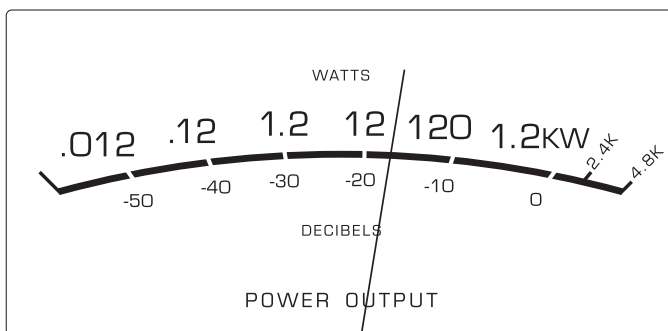 WATTS
.012 .12 1.2 12 120 1.2KW 2.4K 4.8K
-50 -40 -30 -20 -10 0
DECIBELS
POWER OUTPUT